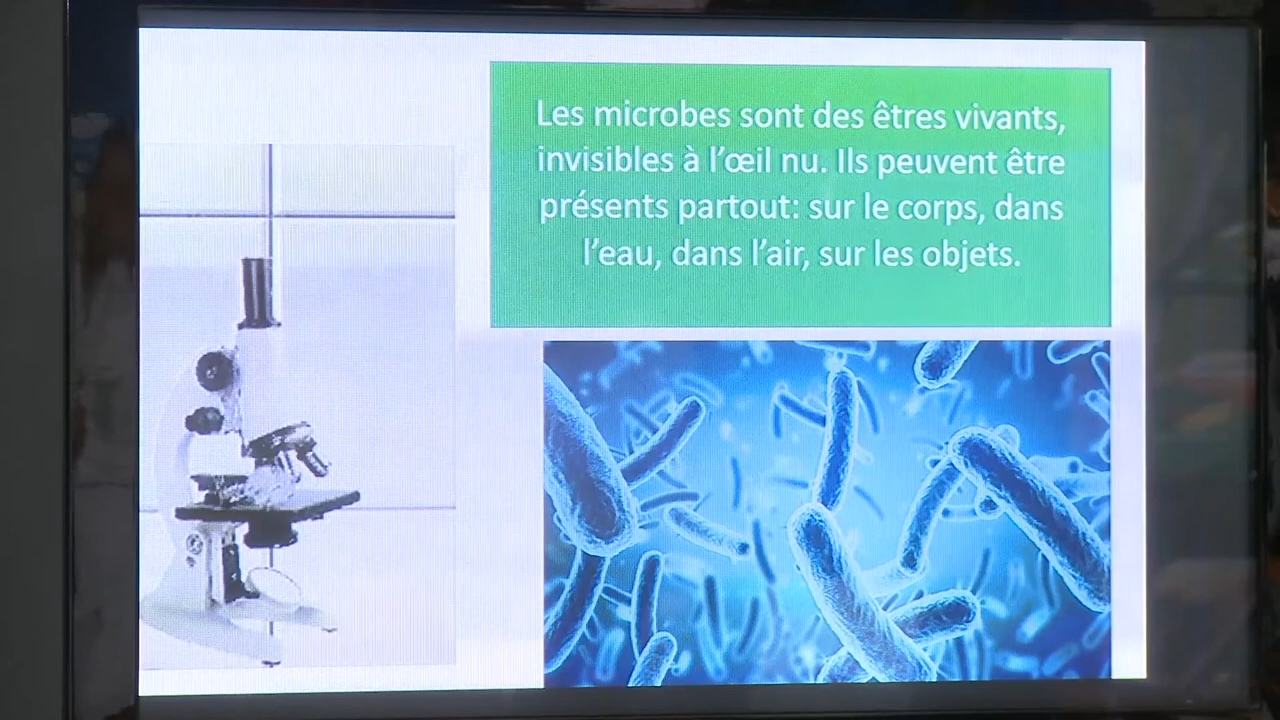 Les microbes sont des êtres vivants,
invisibles à l’œil nu. Ils peuvent être
présents partout: sur le corps, dans
l’eau, dans l’air, sur les objets.